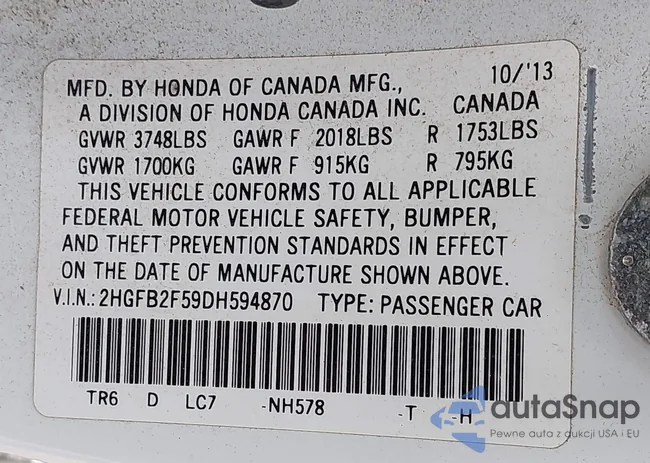 MFD. BY HONDA OF CANADA MFG., 10/'13
A DIVISION OF HONDA CANADA INC. CANADA
GVWR 3748LBS GAWR F 2018LBS R 1753LBS
GVWR 1700KG GAWR F 915KG R 795KG
THIS VEHICLE CONFORMS TO ALL APPLICABLE
FEDERAL MOTOR VEHICLE SAFETY, BUMPER,
AND THEFT PREVENTION STANDARDS IN EFFECT
ON THE DATE OF MANUFACTURE SHOWN ABOVE.
V.I.N.: 2HGFB2F59DH594870 TYPE: PASSENGER CAR
TR6 D LC7 -NH578 -T -H
autaSnap
Pewne auta z aukcji USA i EU